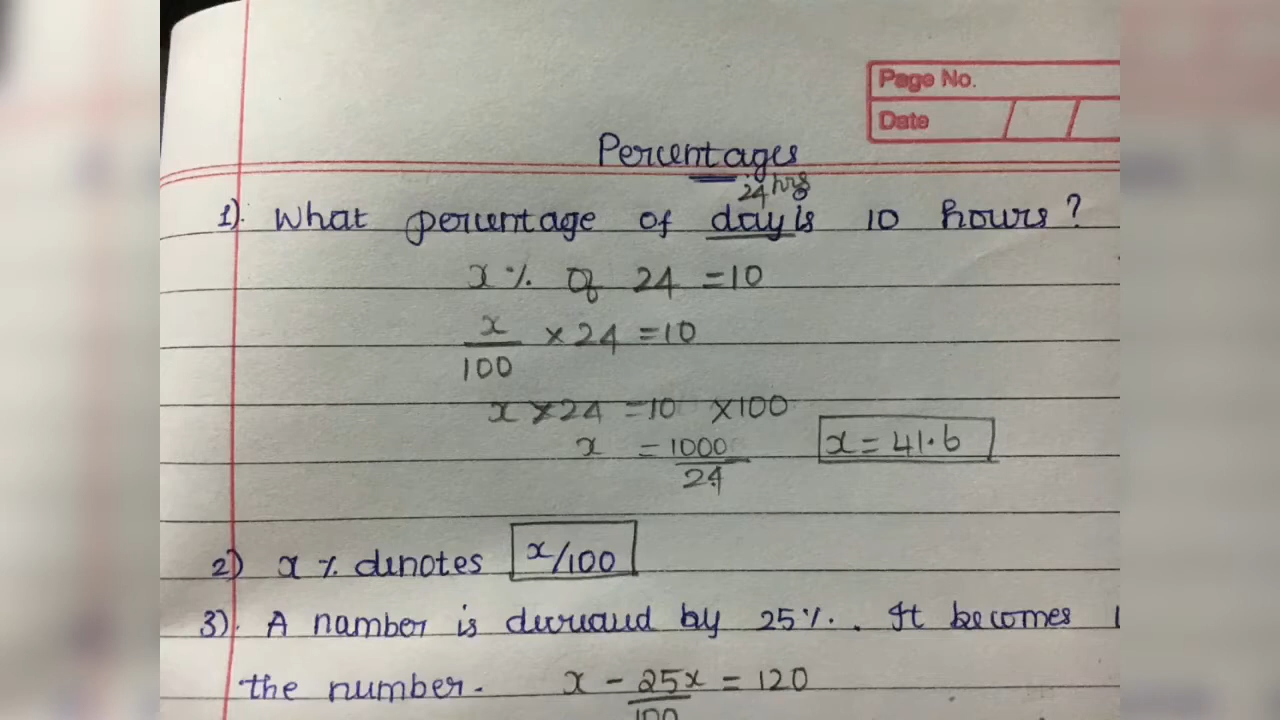 Page No.
Date
Percentages
24 hrs
1). What percentage of day is 10 hours?
x % of 24 = 10
x/100 × 24 = 10
x × 24 = 10 × 100
x = 1000/24 x = 41.6
2) x % denotes x/100
3). A number is decreased by 25%. It becomes 1
the number. x - 25x/100 = 120